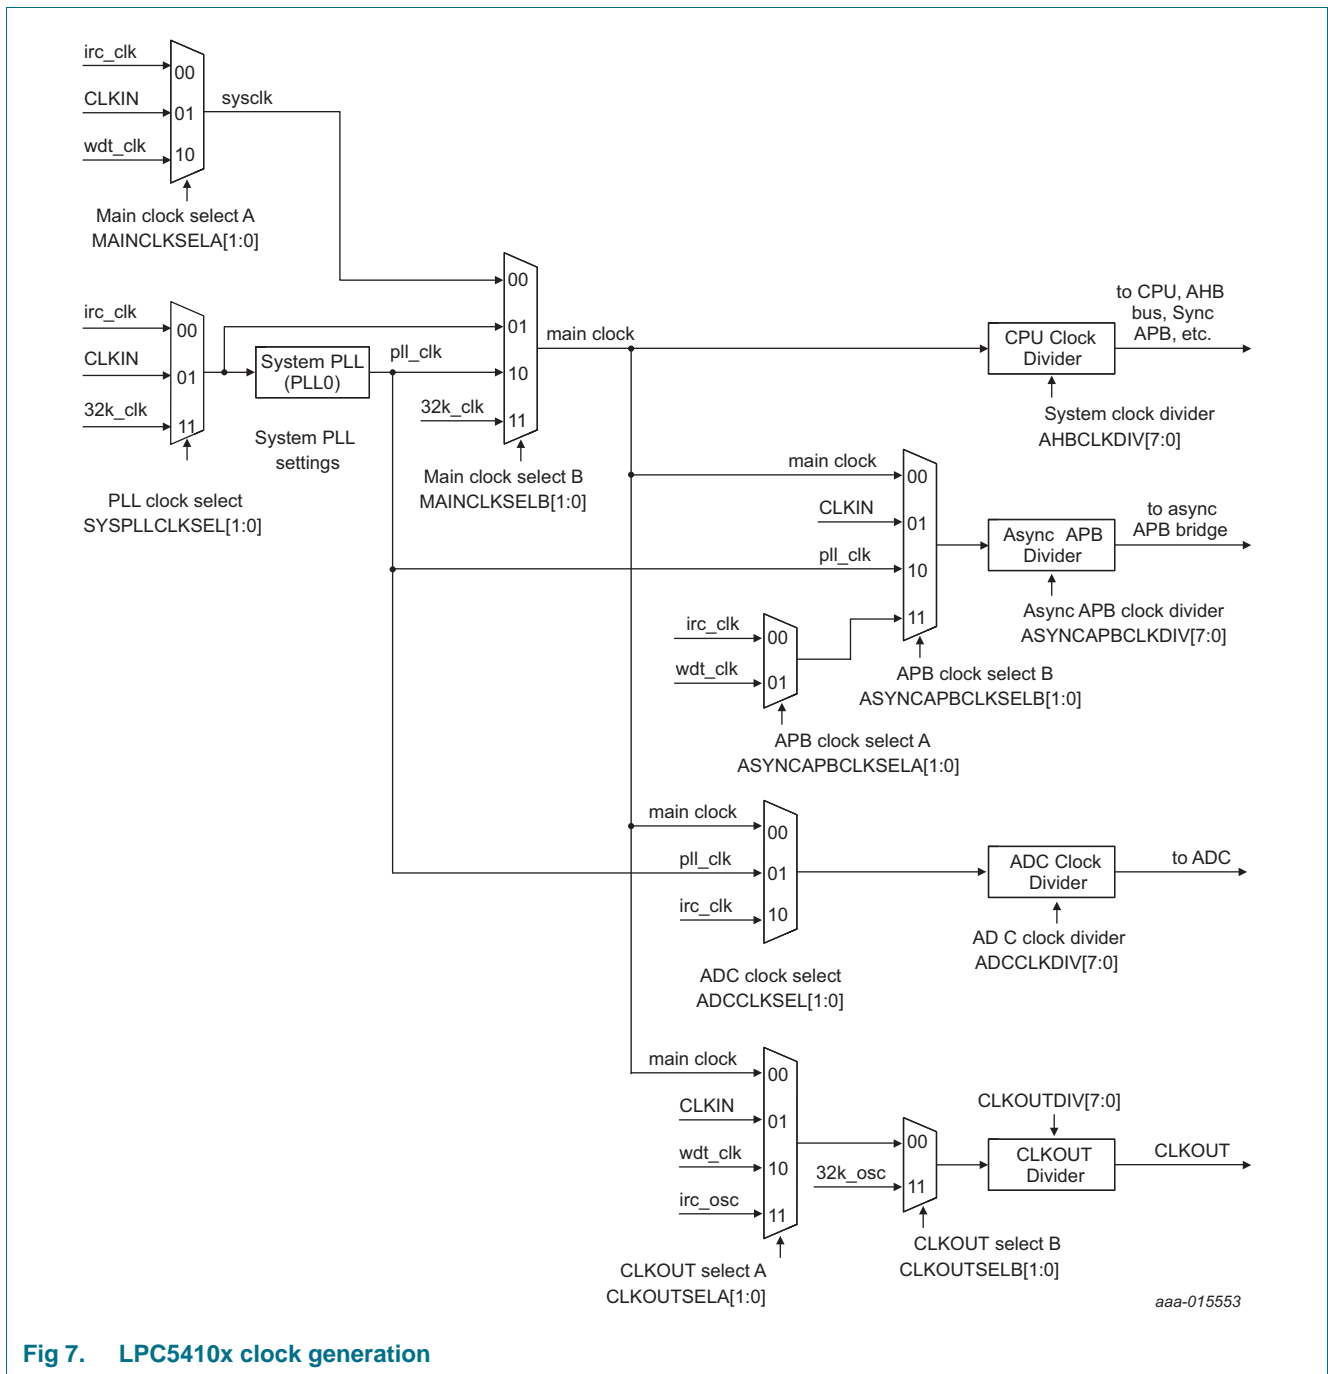 irc_clk
00
CLKIN
01
sysclk
wdt_clk
10
Main clock select A
MAINCLKSELA[1:0]
irc_clk
00
CLKIN
01
32k_clk
11
PLL clock select
SYSPLLCLKSEL[1:0]
System PLL
(PLL0)
System PLL
settings
pll_clk
32k_clk
00
01
10
11
Main clock select B
MAINCLKSELB[1:0]
main clock
CPU Clock
Divider
to CPU, AHB
bus, Sync
APB, etc.
System clock divider
AHBCLKDIV[7:0]
main clock
00
CLKIN
01
pll_clk
10
11
irc_clk
00
wdt_clk
01
APB clock select A
ASYNCAPBCLKSELA[1:0]
APB clock select B
ASYNCAPBCLKSELB[1:0]
Async APB
Divider
to async
APB bridge
Async APB clock divider
ASYNCAPBCLKDIV[7:0]
main clock
00
pll_clk
01
irc_clk
10
ADC clock select
ADCCLKSEL[1:0]
ADC Clock
Divider
to ADC
AD C clock divider
ADCCLKDIV[7:0]
main clock
00
CLKIN
01
wdt_clk
10
irc_osc
11
CLKOUT select A
CLKOUTSELA[1:0]
00
32k_osc
11
CLKOUT select B
CLKOUTSELB[1:0]
CLKOUTDIV[7:0]
CLKOUT
Divider
CLKOUT
aaa-015553
Fig 7. LPC5410x clock generation